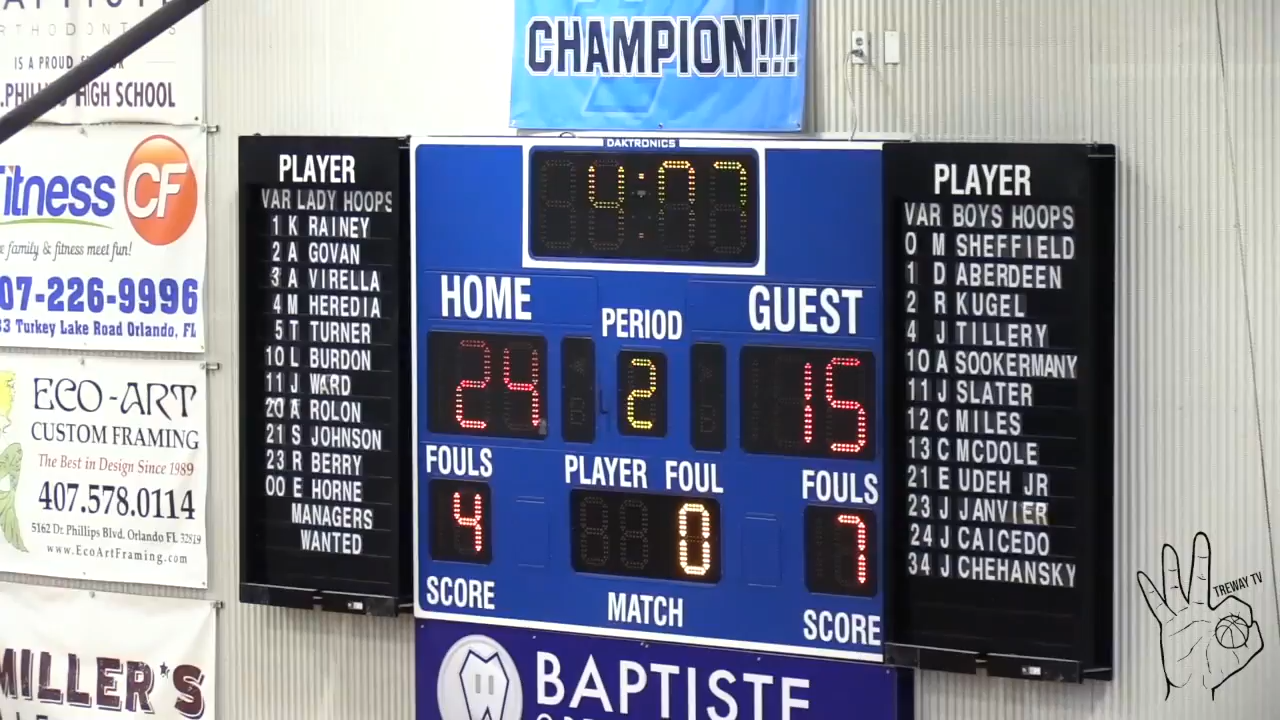 ORTHODONTICS
IS A PROUD
HIGH SCHOOL
Fitness CF
family & fitness meet fun!
07-226-9996
33 Turkey Lake Road Orlando, FL
ECO-ART
CUSTOM FRAMING
The Best in Design Since 1989
407.578.0114
5162 Dr. Phillips Blvd. Orlando FL 32819
www.EcoArtFraming.com
MILLER'S
CHAMPION!!!
PLAYER
VAR LADY HOOPS
1 K RAINEY
2 A GOVAN
3 A VIRELLA
4 M HEREDIA
5 T TURNER
10 L BURDON
11 J WARD
20 A ROLON
21 S JOHNSON
23 R BERRY
00 E HORNE
MANAGERS
WANTED
DAKTRONICS
4:07
HOME
PERIOD
GUEST
24
2
15
FOULS
PLAYER FOUL
FOULS
4
0
7
SCORE
MATCH
SCORE
BAPTISTE
PLAYER
VAR BOYS HOOPS
0 M SHEFFIELD
1 D ABERDEEN
2 R KUGEL
4 J TILLERY
10 A SOOKERMANY
11 J SLATER
12 C MILES
13 C MCDOLE
21 E UDEH JR
23 J JANVIER
24 J CAICEDO
34 J CHEHANSKY
TREWAY TV